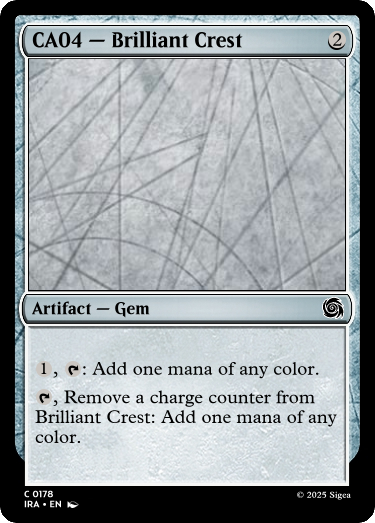 CA04 — Brilliant Crest 2
Artifact — Gem
1, T: Add one mana of any color.
T, Remove a charge counter from
Brilliant Crest: Add one mana of any
color.
C 0178
IRA • EN
© 2025 Sigea